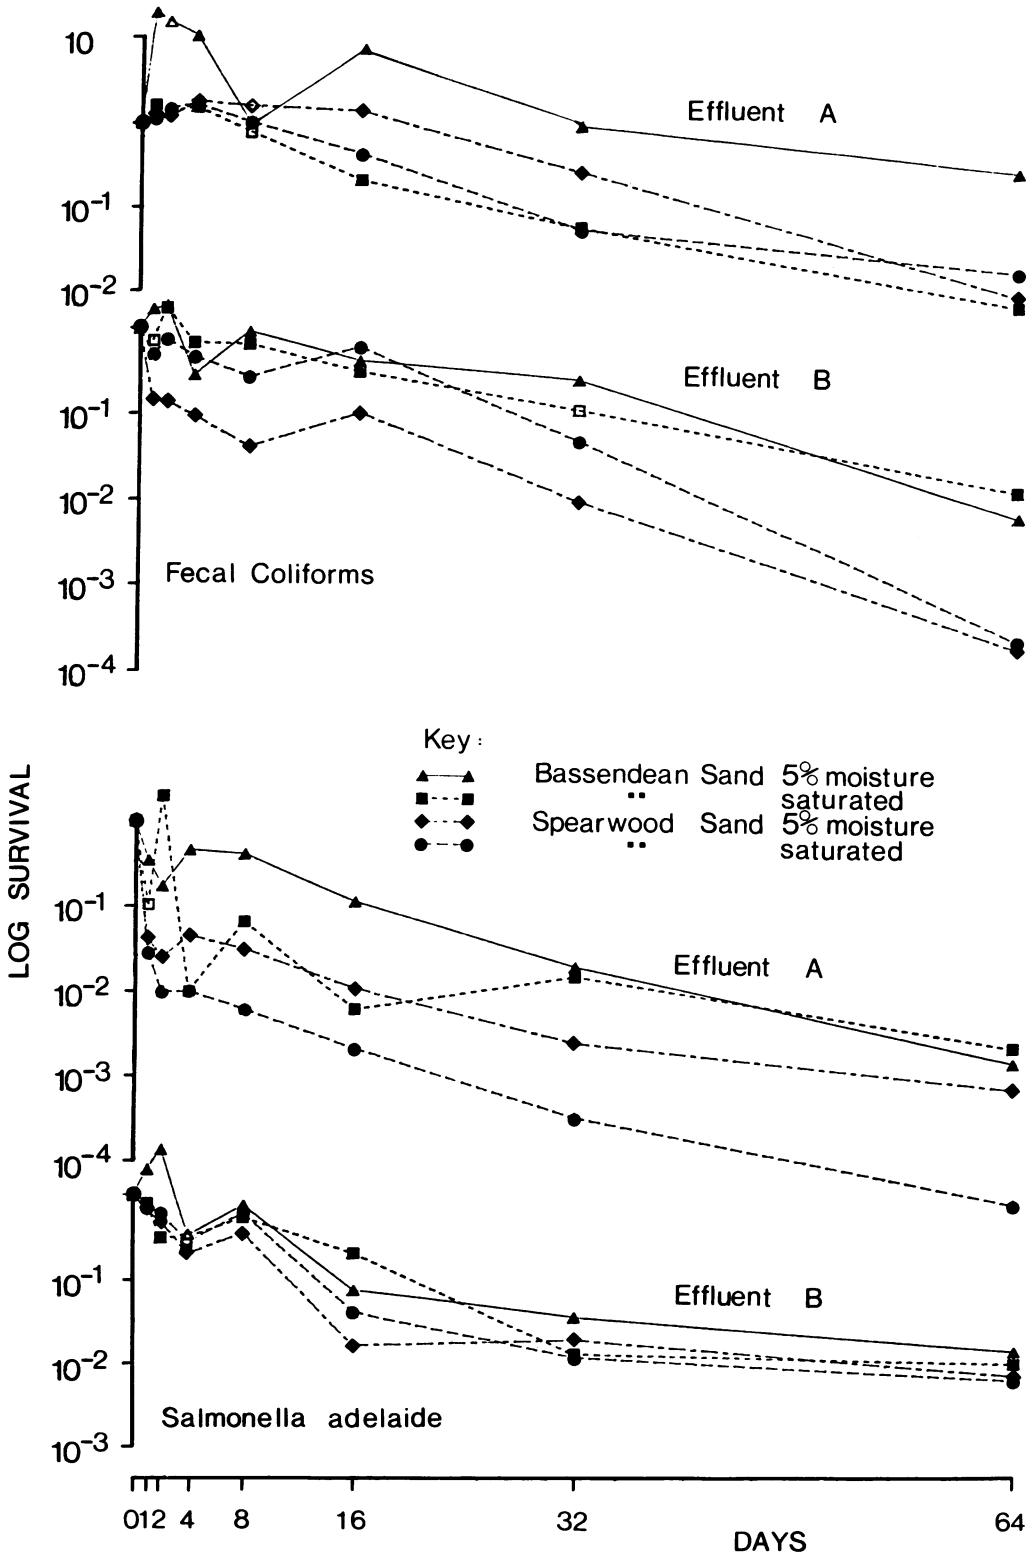 10
Effluent A
10-1
10-2
Effluent B
10-1
10-2
Fecal Coliforms
10-3
10-4
Key:
Bassendean Sand 5% moisture
" saturated
Spearwood Sand 5% moisture
" saturated
LOG SURVIVAL
10-1
Effluent A
10-2
10-3
10-4
10-1
Effluent B
10-2
Salmonella adelaide
10-3
0 1 2 4 8 16 32 64
DAYS